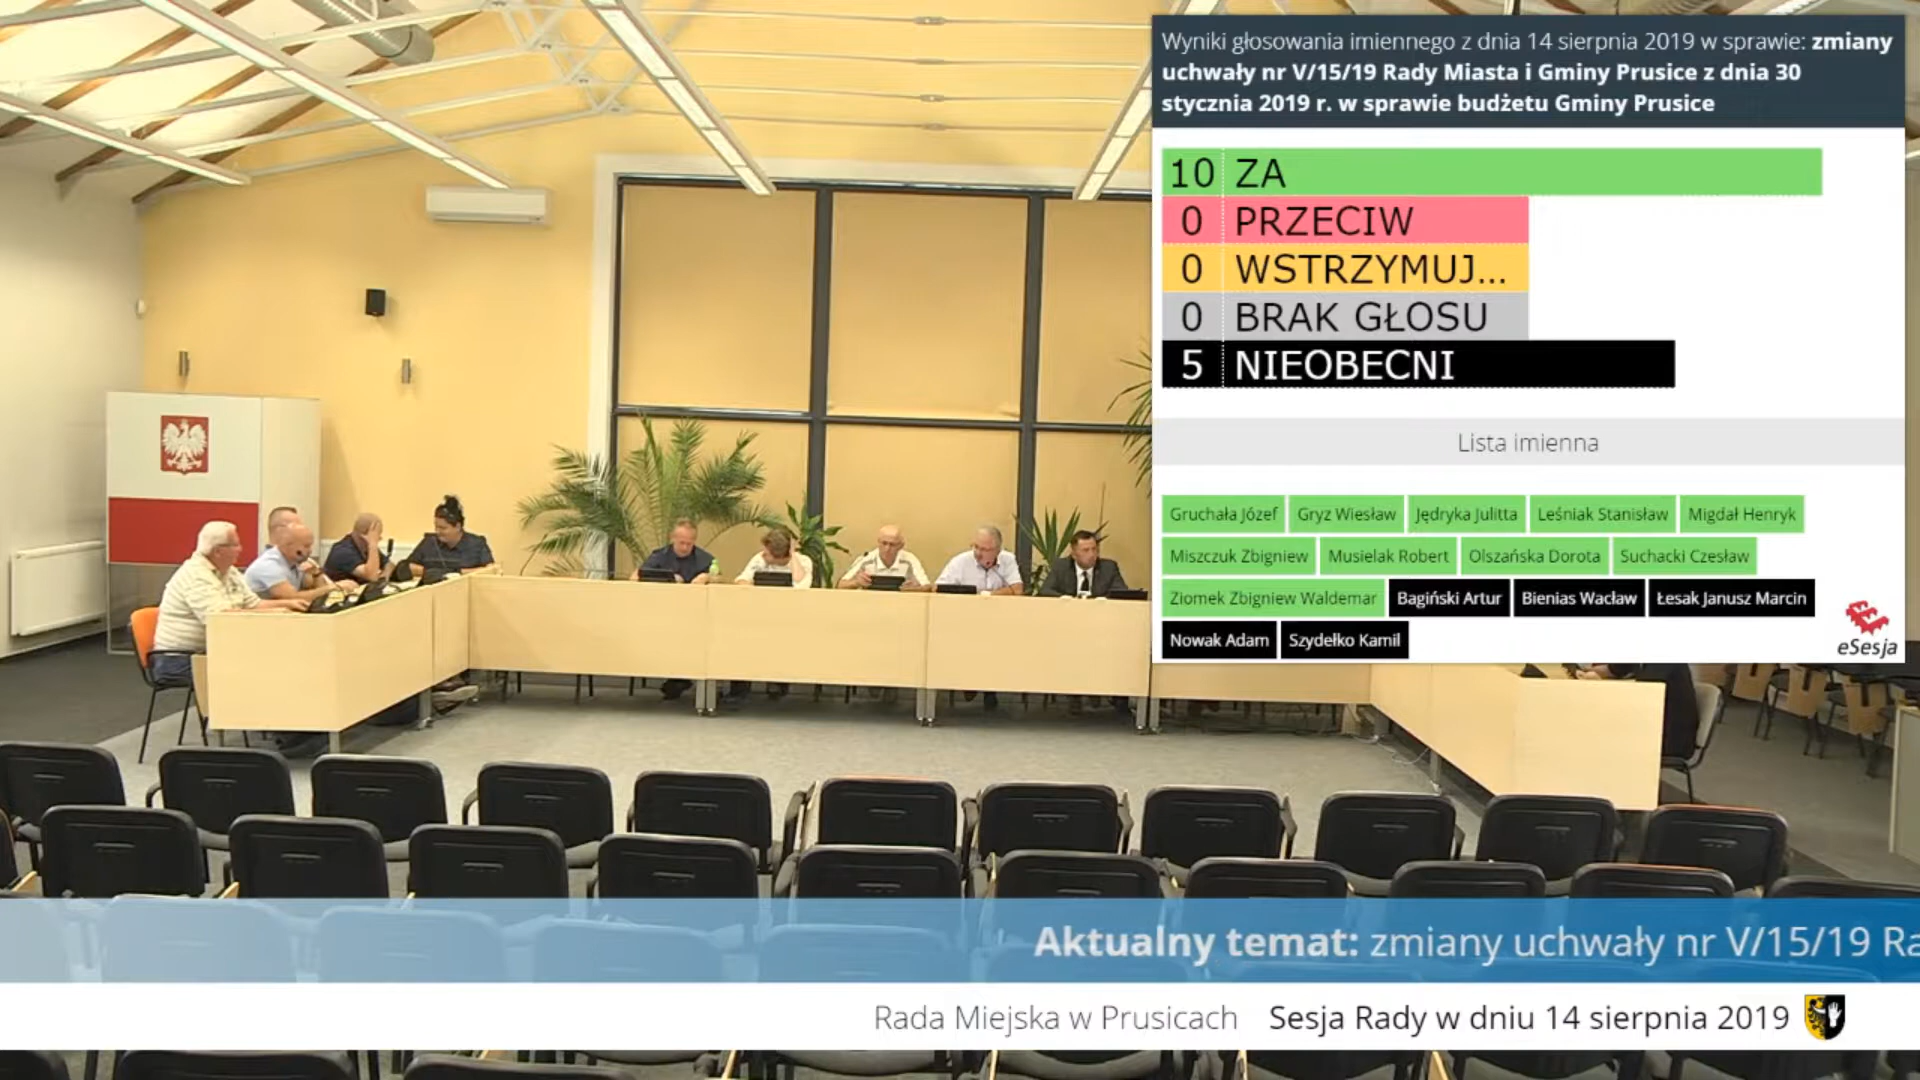 Wyniki głosowania imiennego z dnia 14 sierpnia 2019 w sprawie: zmiany
uchwały nr V/15/19 Rady Miasta i Gminy Prusice z dnia 30
stycznia 2019 r. w sprawie budżetu Gminy Prusice
10 ZA
0 PRZECIW
0 WSTRZYMUJ...
0 BRAK GŁOSU
5 NIEOBECNI
Lista imienna
Gruchała Józef Gryz Wiesław Jędryka Julitta Leśniak Stanisław Migdał Henryk
Miszczuk Zbigniew Musielak Robert Olszańska Dorota Suchacki Czesław
Ziomek Zbigniew Waldemar Bagiński Artur Bienias Wacław Łesak Janusz Marcin
Nowak Adam Szydełko Kamil
eSesja
Aktualny temat: zmiany uchwały nr V/15/19 Ra
Rada Miejska w Prusicach Sesja Rady w dniu 14 sierpnia 2019